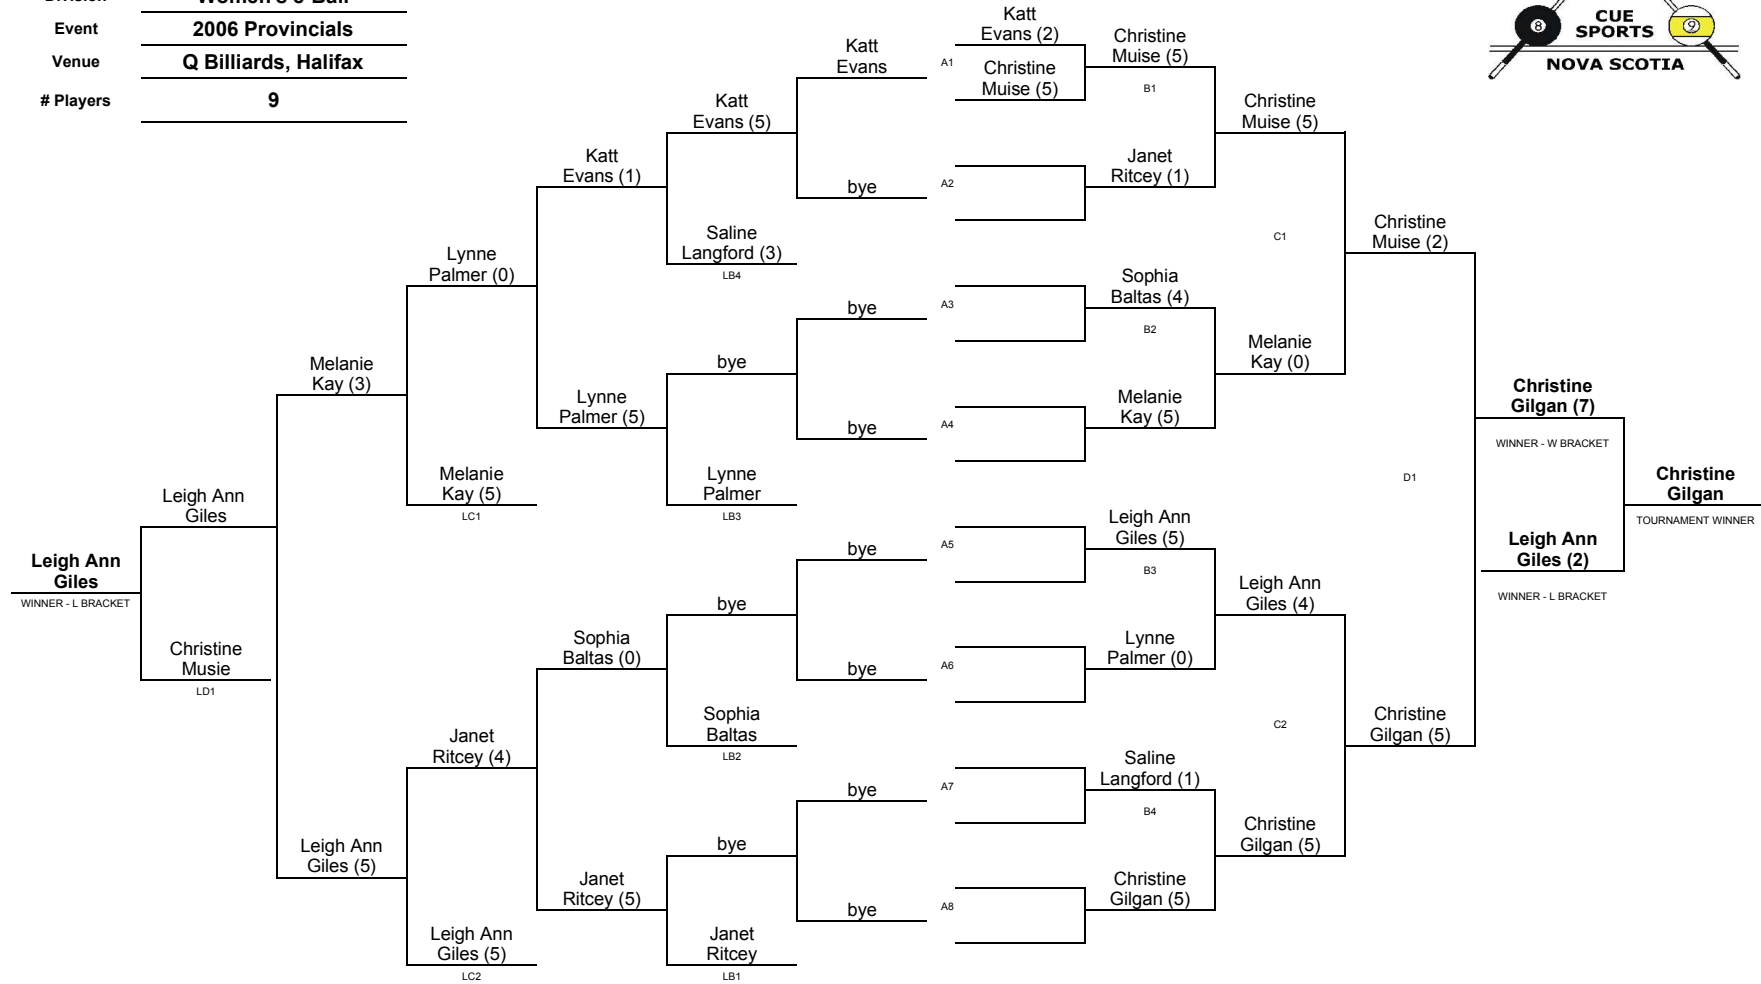 Event
2006 Provincials
Venue
Q Billiards, Halifax
# Players
9
8
CUE
SPORTS
9
NOVA SCOTIA
Leigh Ann
Giles
WINNER - L BRACKET
Leigh Ann
Giles
Christine
Musie
LD1
Melanie
Kay (3)
Leigh Ann
Giles (5)
Lynne
Palmer (0)
Melanie
Kay (5)
LC1
Janet
Ritcey (4)
Leigh Ann
Giles (5)
LC2
Katt
Evans (1)
Lynne
Palmer (5)
Sophia
Baltas (0)
Janet
Ritcey (5)
Katt
Evans (5)
Saline
Langford (3)
LB4
bye
Lynne
Palmer
LB3
bye
Sophia
Baltas
LB2
bye
Janet
Ritcey
LB1
Katt
Evans
bye
bye
bye
bye
bye
bye
bye
A1
A2
A3
A4
A5
A6
A7
A8
Katt
Evans (2)
Christine
Muise (5)
Christine
Muise (5)
B1
Janet
Ritcey (1)
Sophia
Baltas (4)
B2
Melanie
Kay (5)
Leigh Ann
Giles (5)
B3
Lynne
Palmer (0)
Saline
Langford (1)
B4
Christine
Gilgan (5)
Christine
Muise (5)
C1
Melanie
Kay (0)
Leigh Ann
Giles (4)
C2
Christine
Gilgan (5)
Christine
Muise (2)
D1
Christine
Gilgan (5)
Christine
Gilgan (7)
WINNER - W BRACKET
Leigh Ann
Giles (2)
WINNER - L BRACKET
Christine
Gilgan
TOURNAMENT WINNER